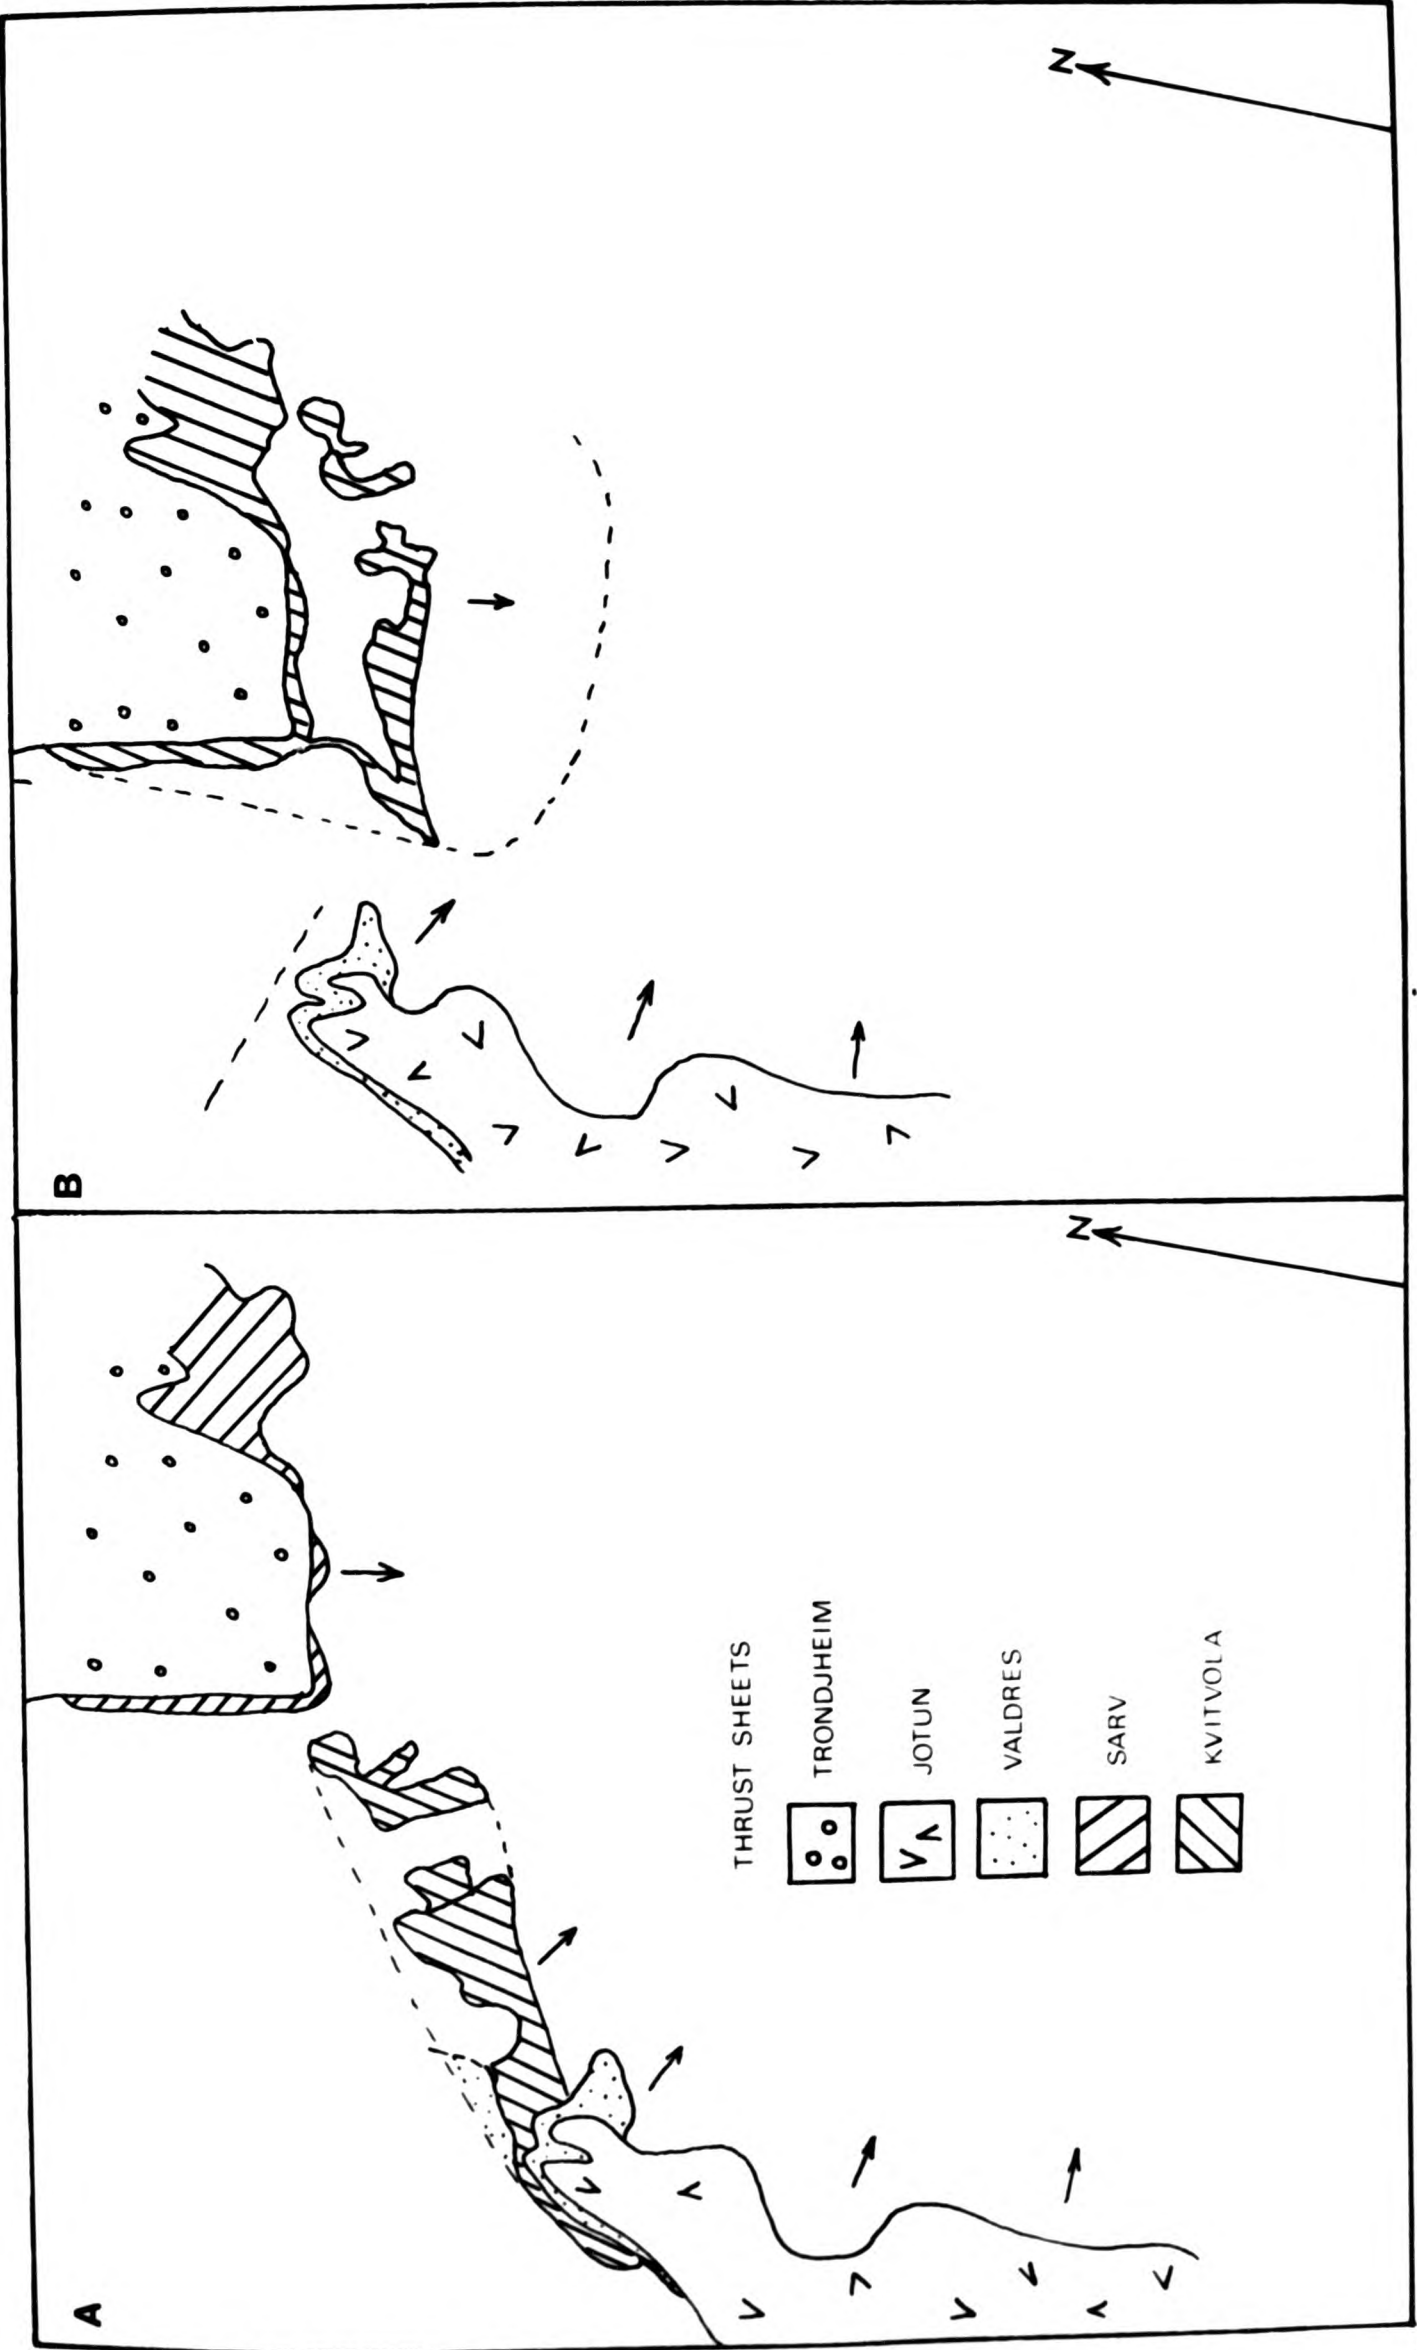 A
N
THRUST SHEETS
TRONDJHEIM
JOTUN
VALDRES
SARV
KVITVOLA
B
N